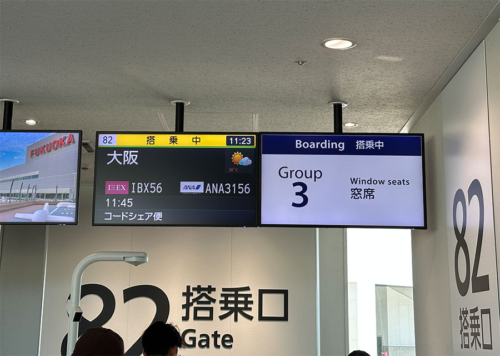 FUKUOKA
82 搭乗中 11:23
大阪
IBEX IBX56 ANA ANA3156
11:45
コードシェア便
Boarding 搭乗中
Group 3
Window seats
窓席
82 搭乗口
Gate
82
搭乗口